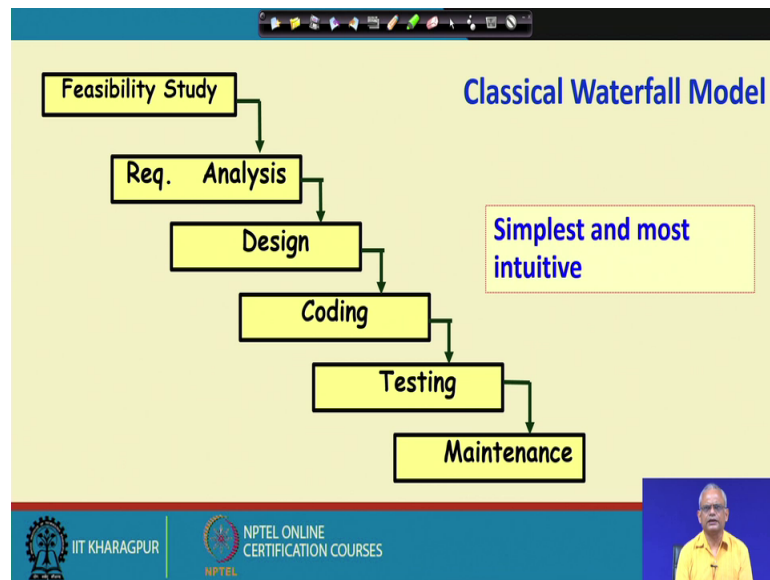 Classical Waterfall Model
Feasibility Study
Req. Analysis
Design
Coding
Testing
Maintenance
Simplest and most
intuitive
IIT KHARAGPUR
NPTEL
NPTEL ONLINE
CERTIFICATION COURSES